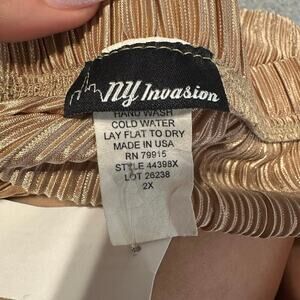 NY Invasion
HAND WASH
COLD WATER
LAY FLAT TO DRY
MADE IN USA
RN 79915
STYLE 44398X
LOT 26238
2X